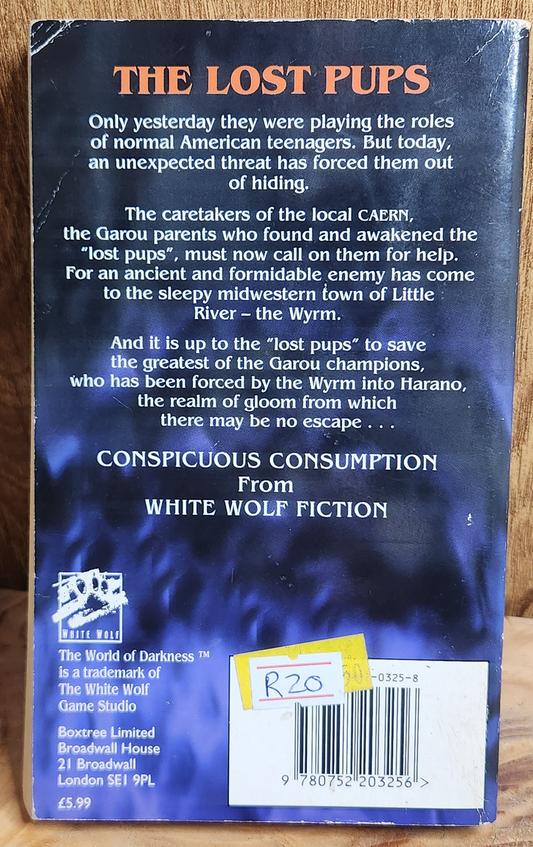 THE LOST PUPS
Only yesterday they were playing the roles
of normal American teenagers. But today,
an unexpected threat has forced them out
of hiding.
The caretakers of the local CAERN,
the Garou parents who found and awakened the
“lost pups”, must now call on them for help.
For an ancient and formidable enemy has come
to the sleepy midwestern town of Little
River – the Wyrm.
And it is up to the “lost pups” to save
the greatest of the Garou champions,
who has been forced by the Wyrm into Harano,
the realm of gloom from which
there may be no escape . . .
CONSPICUOUS CONSUMPTION
From
WHITE WOLF FICTION
WHITE WOLF
The World of Darkness ™
is a trademark of
The White Wolf
Game Studio
Boxtree Limited
Broadwall House
21 Broadwall
London SE1 9PL
£5.99
R20
-0325-8
9 780752 203256 >